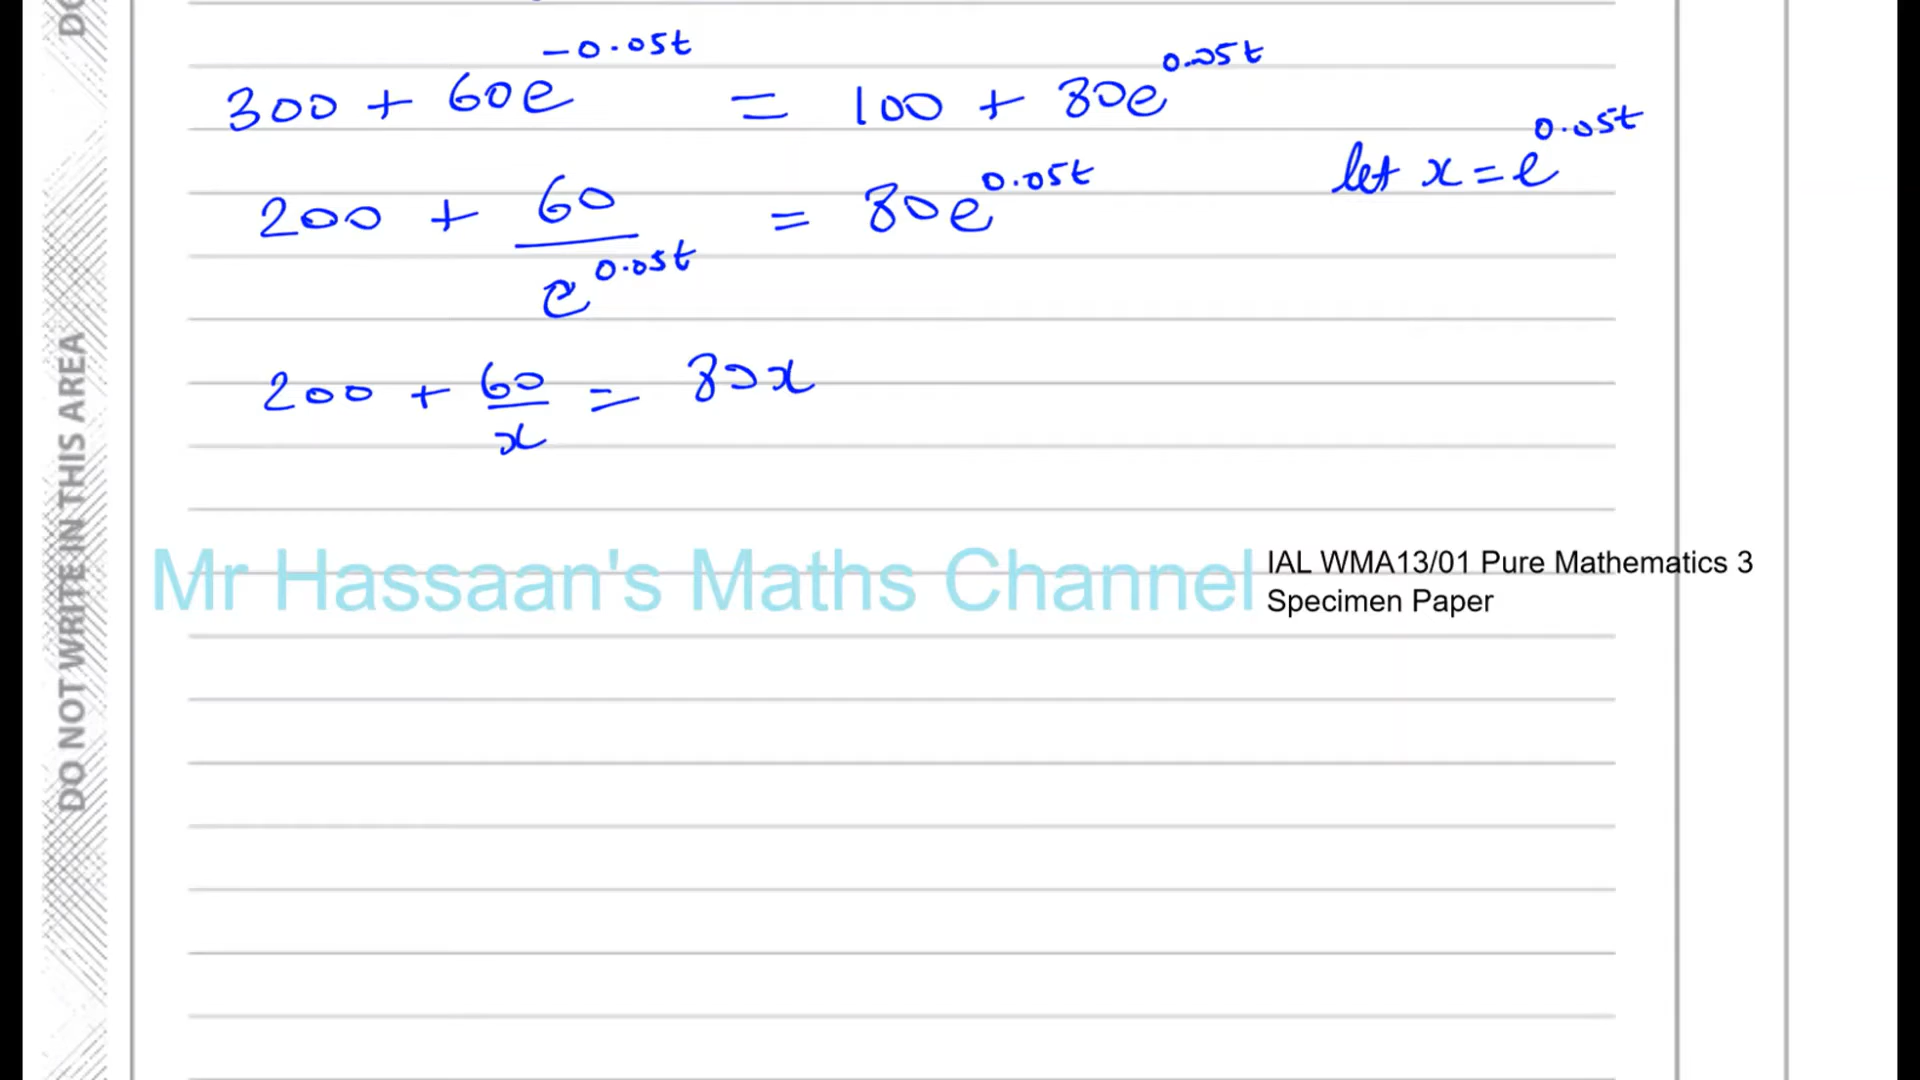 300 + 60e^{-0.05t} = 100 + 80e^{0.05t}
let x = e^{0.05t}
200 + 60/e^{0.05t} = 80e^{0.05t}
200 + 60/x = 80x
Mr Hassaan's Maths Channel
IAL WMA13/01 Pure Mathematics 3
Specimen Paper
DO NOT WRITE IN THIS AREA
DO